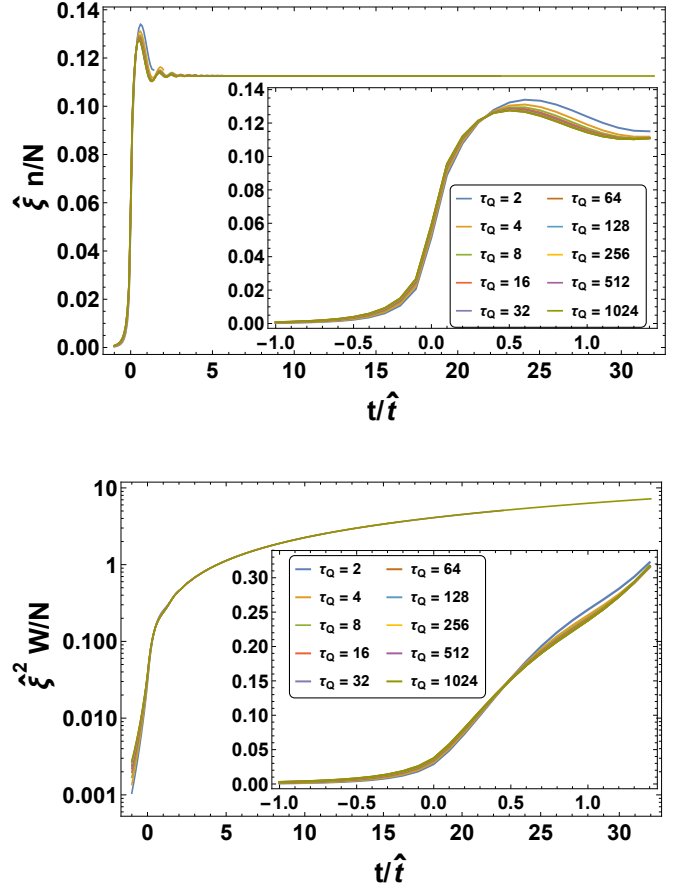 0.14
0.12
0.10
0.08
0.06
0.04
0.02
0.00
ξ̂ n/N
0 5 10 15 20 25 30
t/t̂
0.14
0.12
0.10
0.08
0.06
0.04
0.02
0.00
−1.0 −0.5 0.0 0.5 1.0
τQ = 2 τQ = 64
τQ = 4 τQ = 128
τQ = 8 τQ = 256
τQ = 16 τQ = 512
τQ = 32 τQ = 1024
10
1
0.100
0.010
0.001
ξ̂² W/N
0 5 10 15 20 25 30
t/t̂
0.30
0.25
0.20
0.15
0.10
0.05
0.00
−1.0 −0.5 0.0 0.5 1.0
τQ = 2 τQ = 64
τQ = 4 τQ = 128
τQ = 8 τQ = 256
τQ = 16 τQ = 512
τQ = 32 τQ = 1024